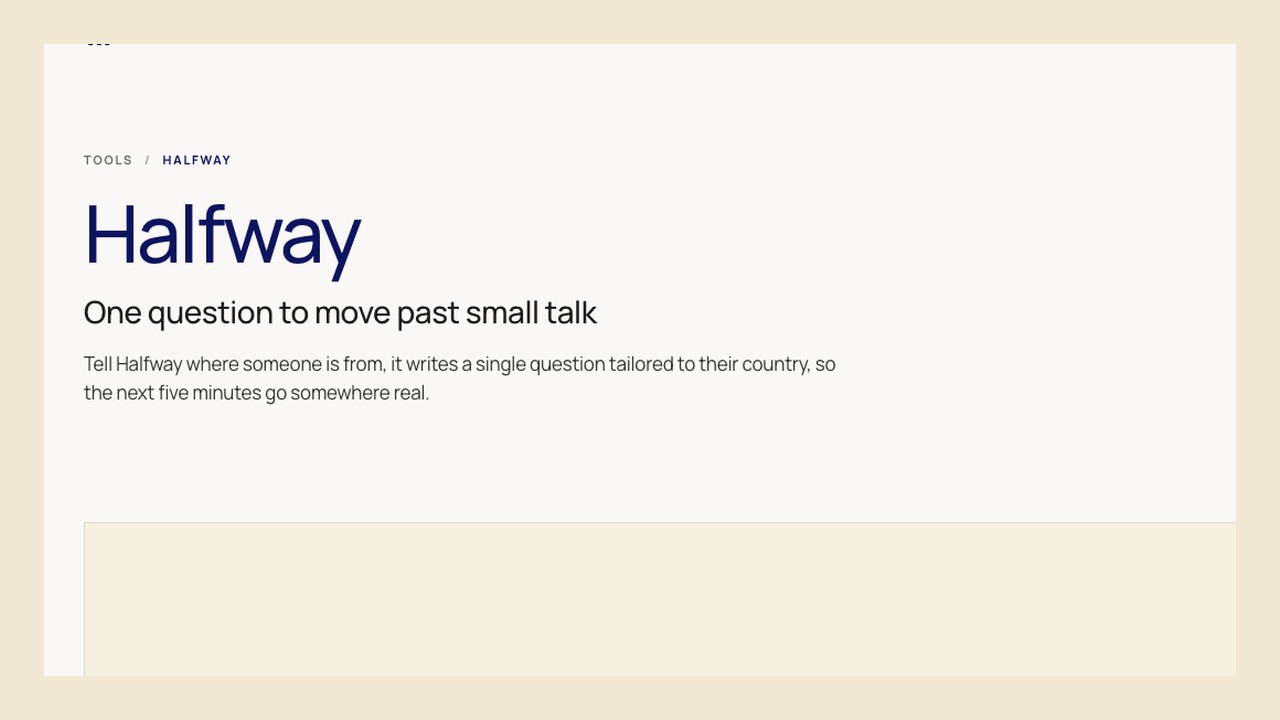 TOOLS / HALFWAY
Halfway
One question to move past small talk
Tell Halfway where someone is from, it writes a single question tailored to their country, so
the next five minutes go somewhere real.